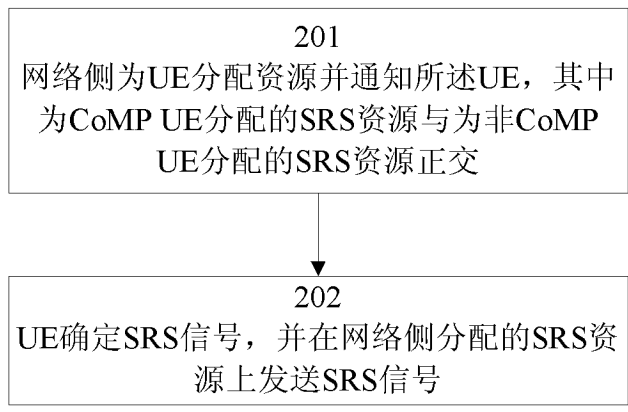 201
网络侧为UE分配资源并通知所述UE，其中
为CoMP UE分配的SRS资源与为非CoMP
UE分配的SRS资源正交
202
UE确定SRS信号，并在网络侧分配的SRS资
源上发送SRS信号